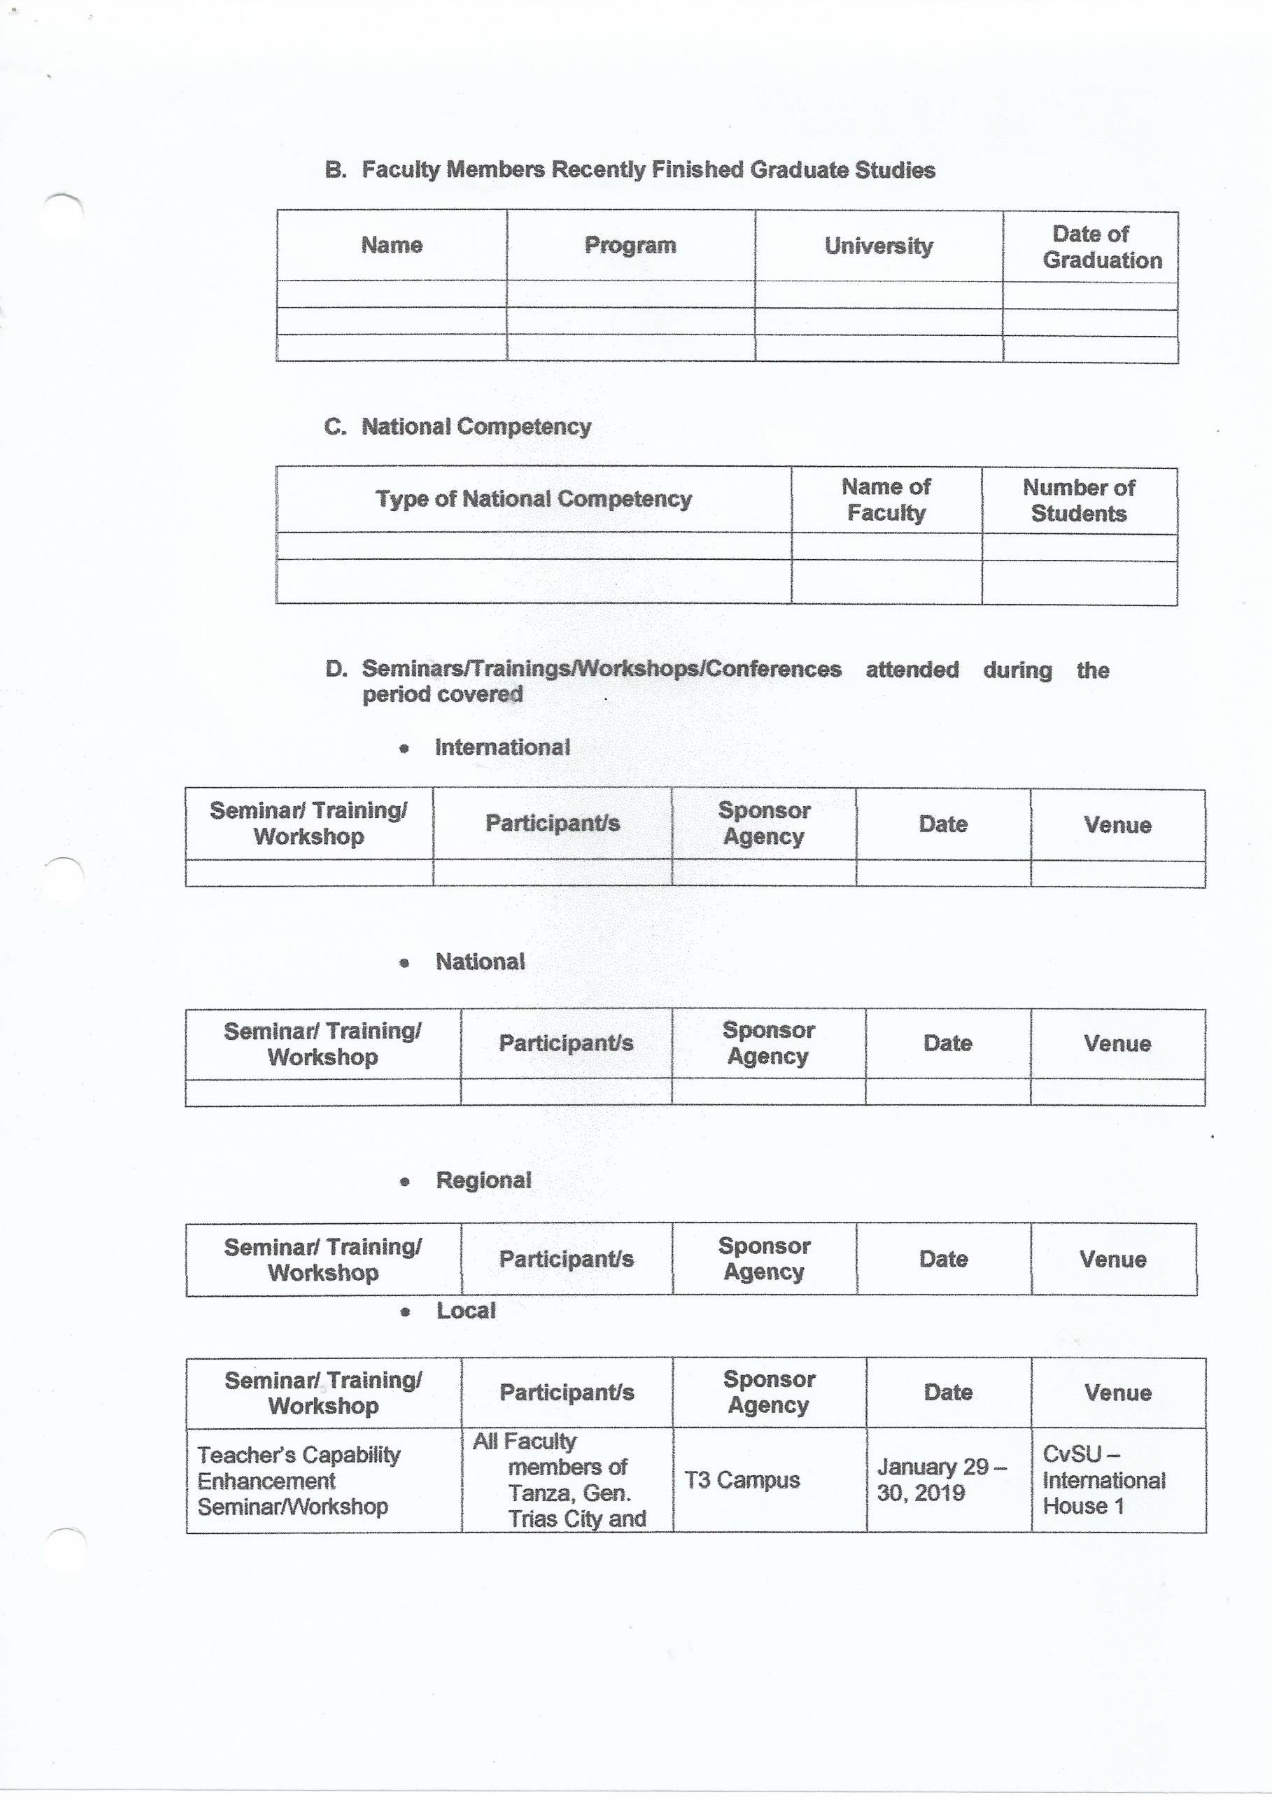 B. Faculty Members Recently Finished Graduate Studies
Name Program University Date of
Graduation
C. National Competency
Type of National Competency Name of
Faculty Number of
Students
D. Seminars/Trainings/Workshops/Conferences attended during the
period covered
• International
Seminar/ Training/
Workshop Participant/s Sponsor
Agency Date Venue
• National
Seminar/ Training/
Workshop Participant/s Sponsor
Agency Date Venue
• Regional
Seminar/ Training/
Workshop Participant/s Sponsor
Agency Date Venue
• Local
Seminar/ Training/
Workshop Participant/s Sponsor
Agency Date Venue
Teacher's Capability
Enhancement
Seminar/Workshop
All Faculty
members of
Tanza, Gen.
Trias City and
T3 Campus
January 29 –
30, 2019
CvSU –
International
House 1